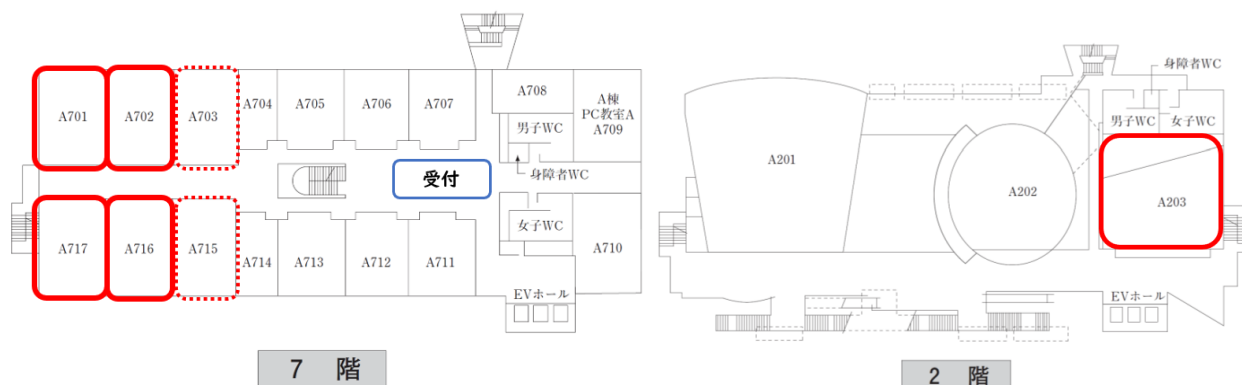 A701
A702
A703
A704
A705
A706
A707
A708
A棟
PC教室A
A709
男子WC
身障者WC
受付
女子WC
A717
A716
A715
A714
A713
A712
A711
A710
EVホール
7 階
身障者WC
男子WC
女子WC
A201
A202
A203
EVホール
2 階